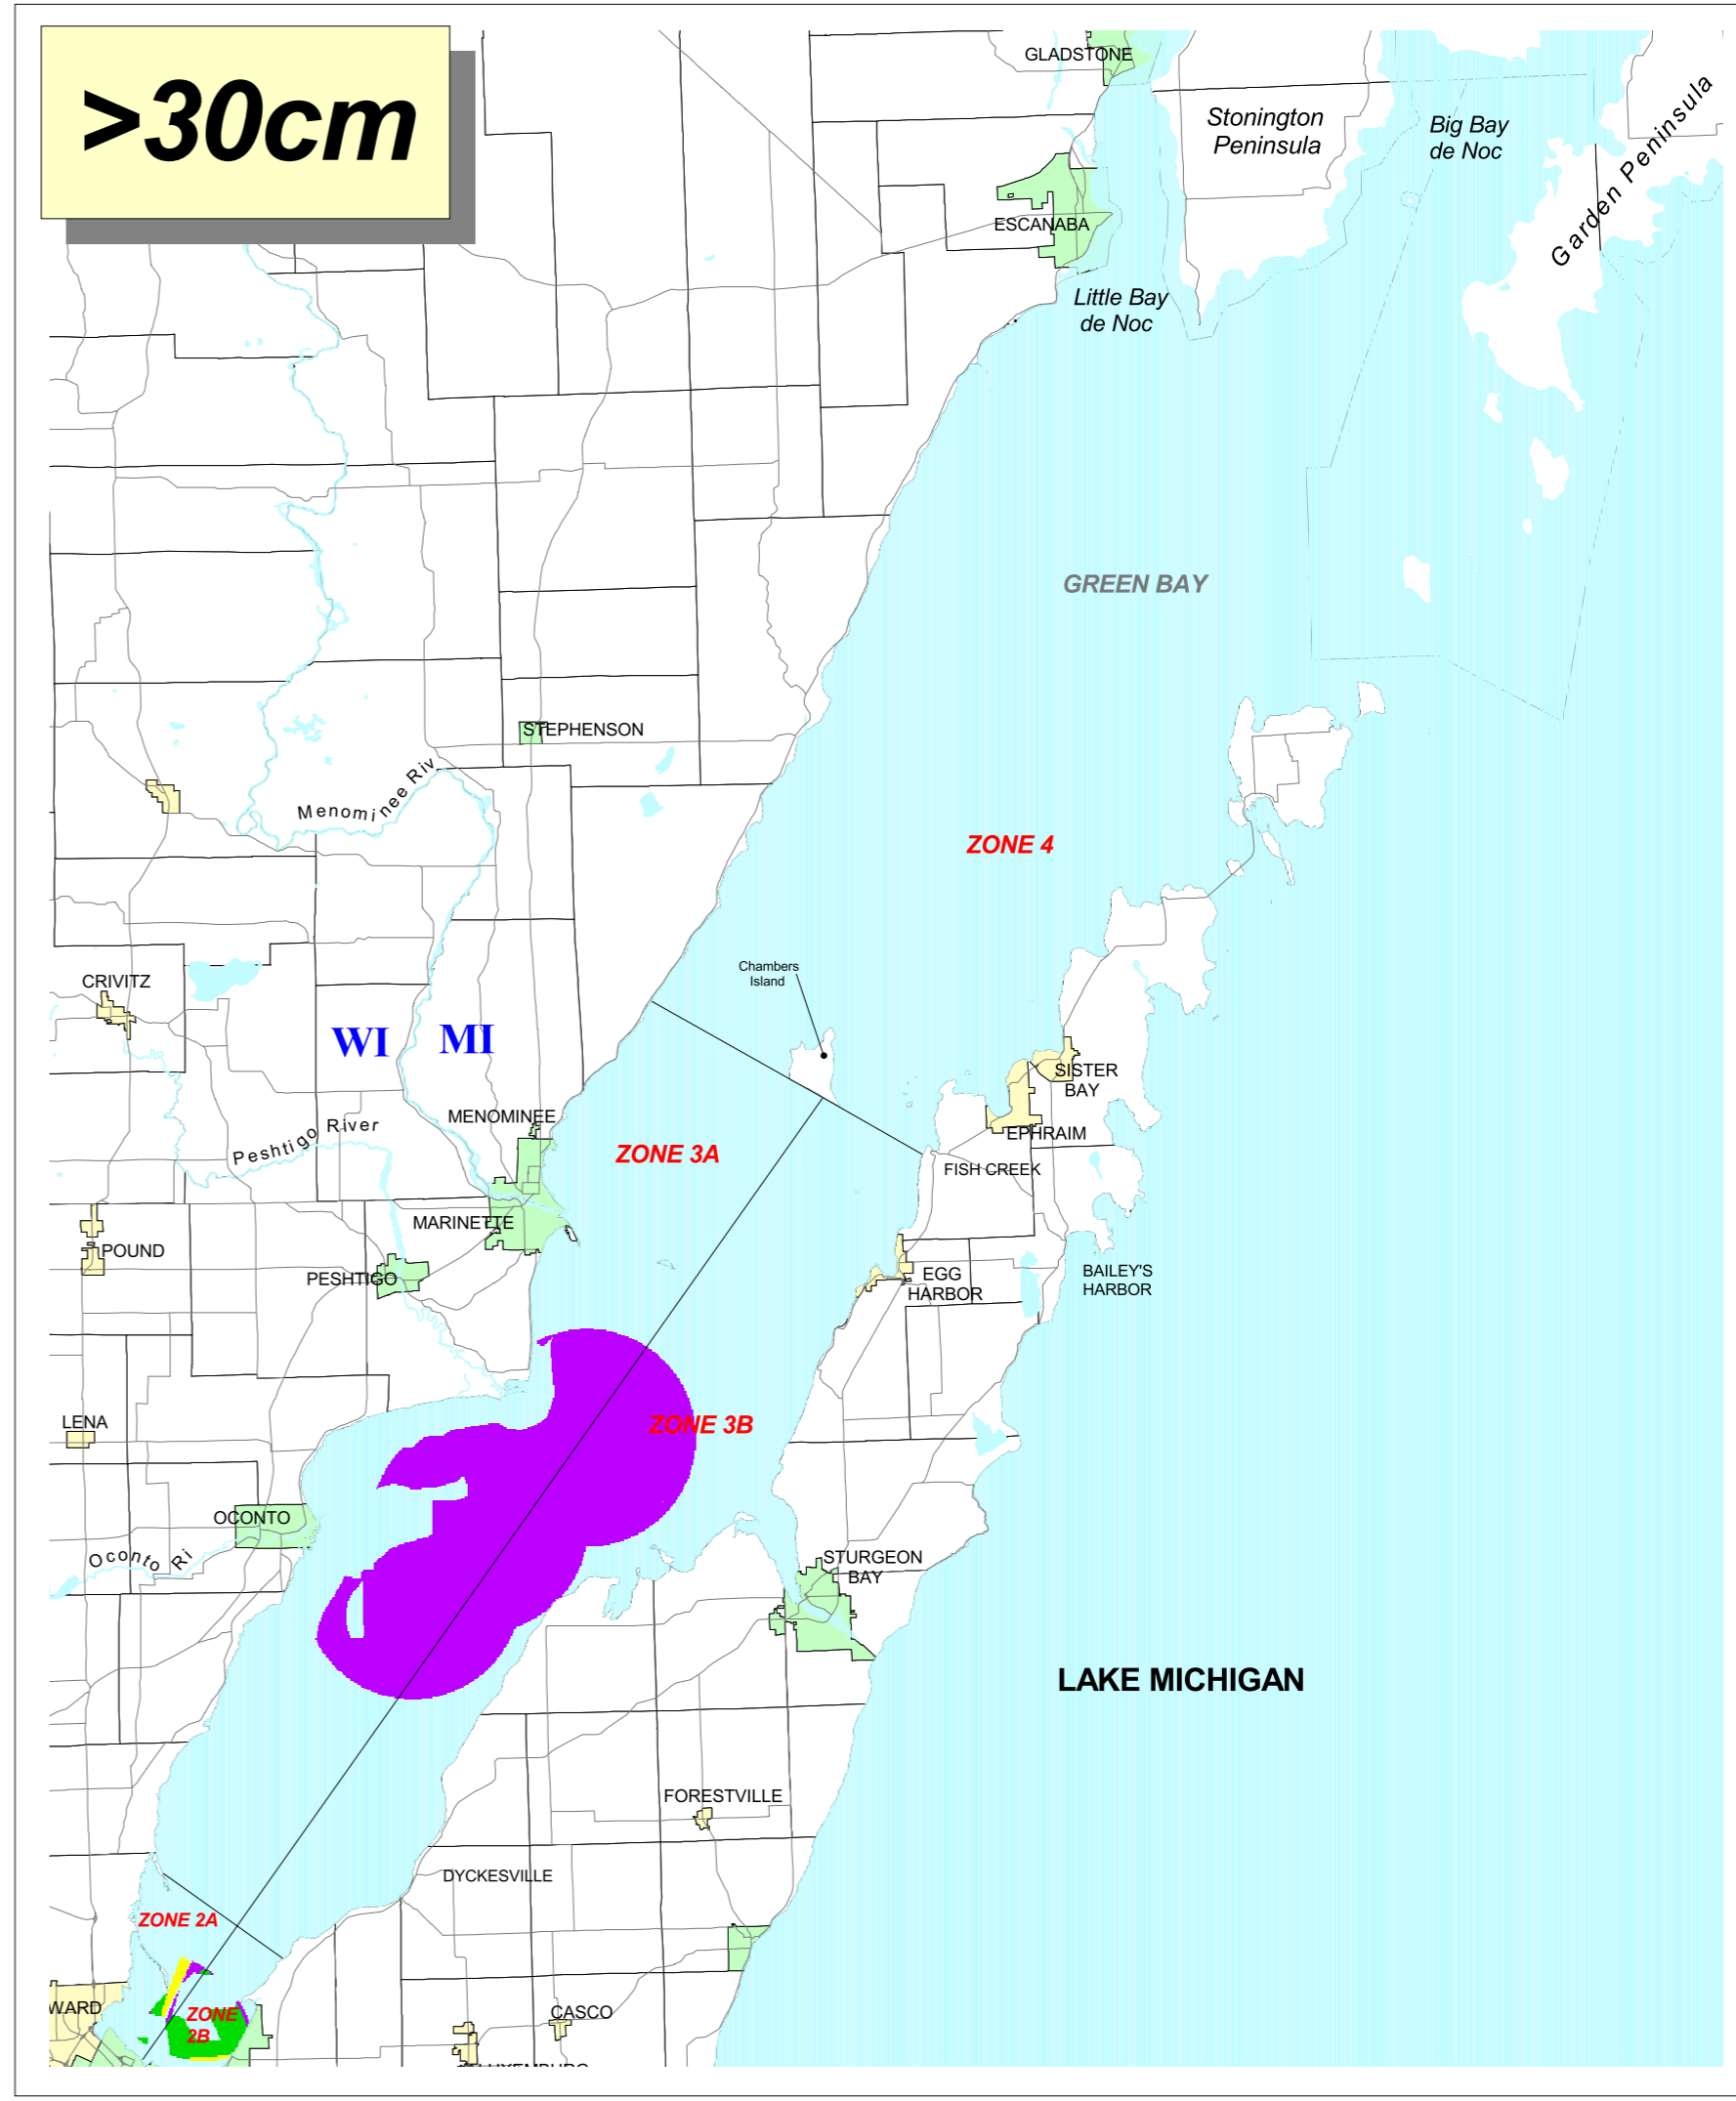 >30cm
GLADSTONE
Stonington
Peninsula
Big Bay
de Noc
Garden Peninsula
ESCANABA
Little Bay
de Noc
GREEN BAY
STEPHENSON
Menominee Riv
ZONE 4
Chambers
Island
CRIVITZ
WI
MI
SISTER
BAY
MENOMINEE
EPHRAIM
Peshtigo River
ZONE 3A
FISH CREEK
MARINETTE
POUND
PESHTIGO
EGG
HARBOR
BAILEY'S
HARBOR
LENA
ZONE 3B
OCONTO
Oconto Ri
STURGEON
BAY
LAKE MICHIGAN
FORESTVILLE
DYCKESVILLE
ZONE 2A
WARD
ZONE
2B
CASCO